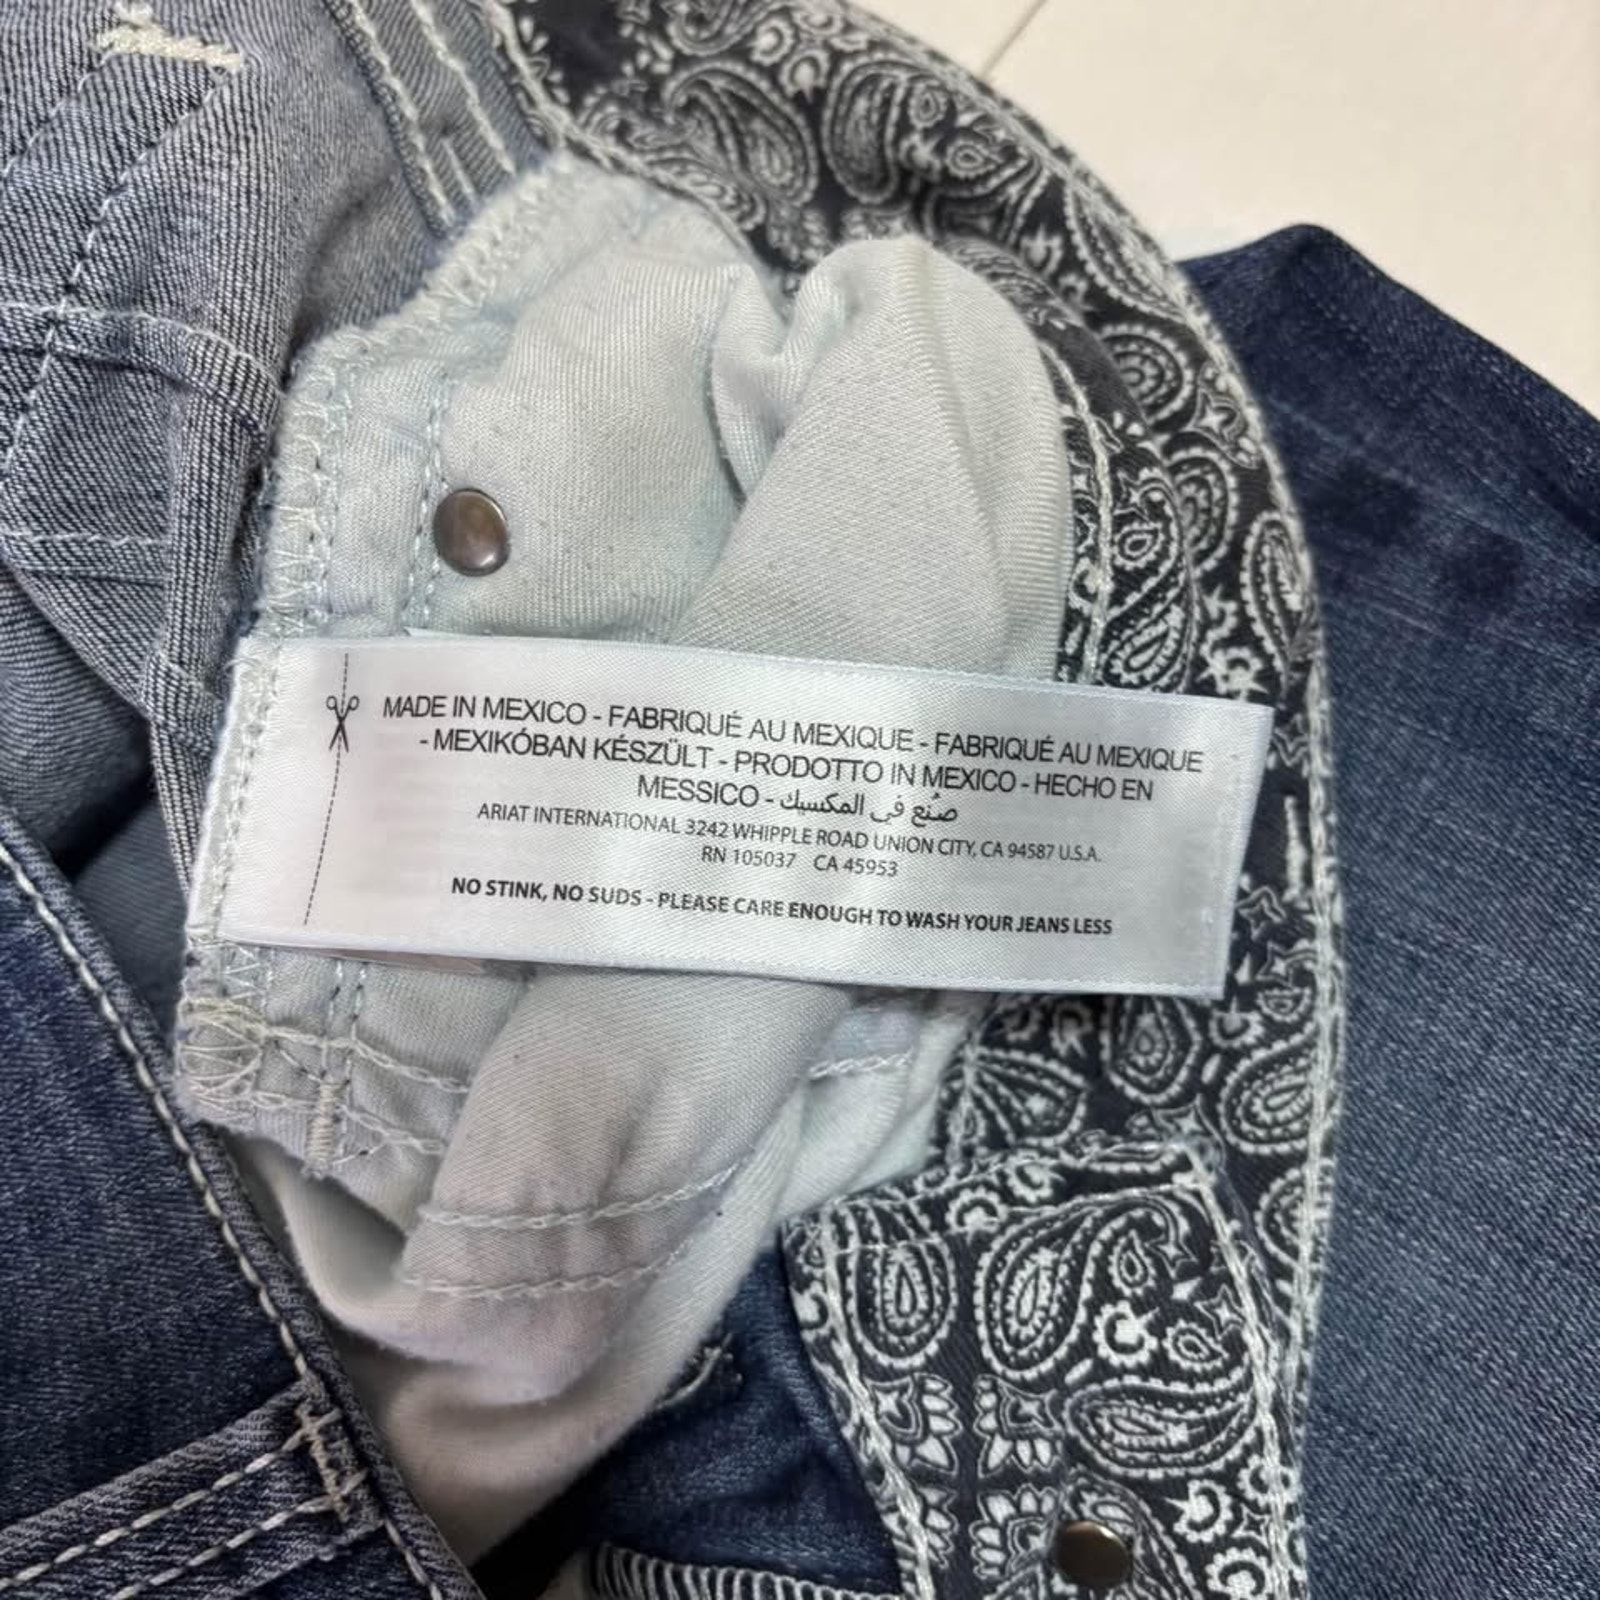 MADE IN MEXICO - FABRIQUÉ AU MEXIQUE - FABRIQUÉ AU MEXIQUE
- MEXIKÓBAN KÉSZÜLT - PRODOTTO IN MEXICO - HECHO EN
MESSICO - صُنع في المكسيك
ARIAT INTERNATIONAL 3242 WHIPPLE ROAD UNION CITY, CA 94587 U.S.A.
RN 105037 CA 45953
NO STINK, NO SUDS - PLEASE CARE ENOUGH TO WASH YOUR JEANS LESS